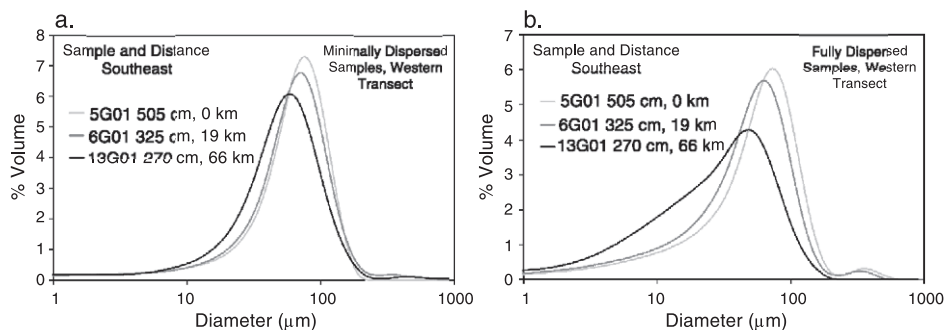 a.
8
7
6
5
4
3
2
1
0
% Volume
Sample and Distance
Southeast
5G01 505 cm, 0 km
6G01 325 cm, 19 km
13G01 270 cm, 66 km
Minimally Dispersed
Samples, Western
Transect
1 10 100 1000
Diameter (μm)
b.
7
6
5
4
3
2
1
0
% Volume
Sample and Distance
Southeast
5G01 505 cm, 0 km
6G01 325 cm, 19 km
13G01 270 cm, 66 km
Fully Dispersed
Samples, Western
Transect
1 10 100 1000
Diameter (μm)